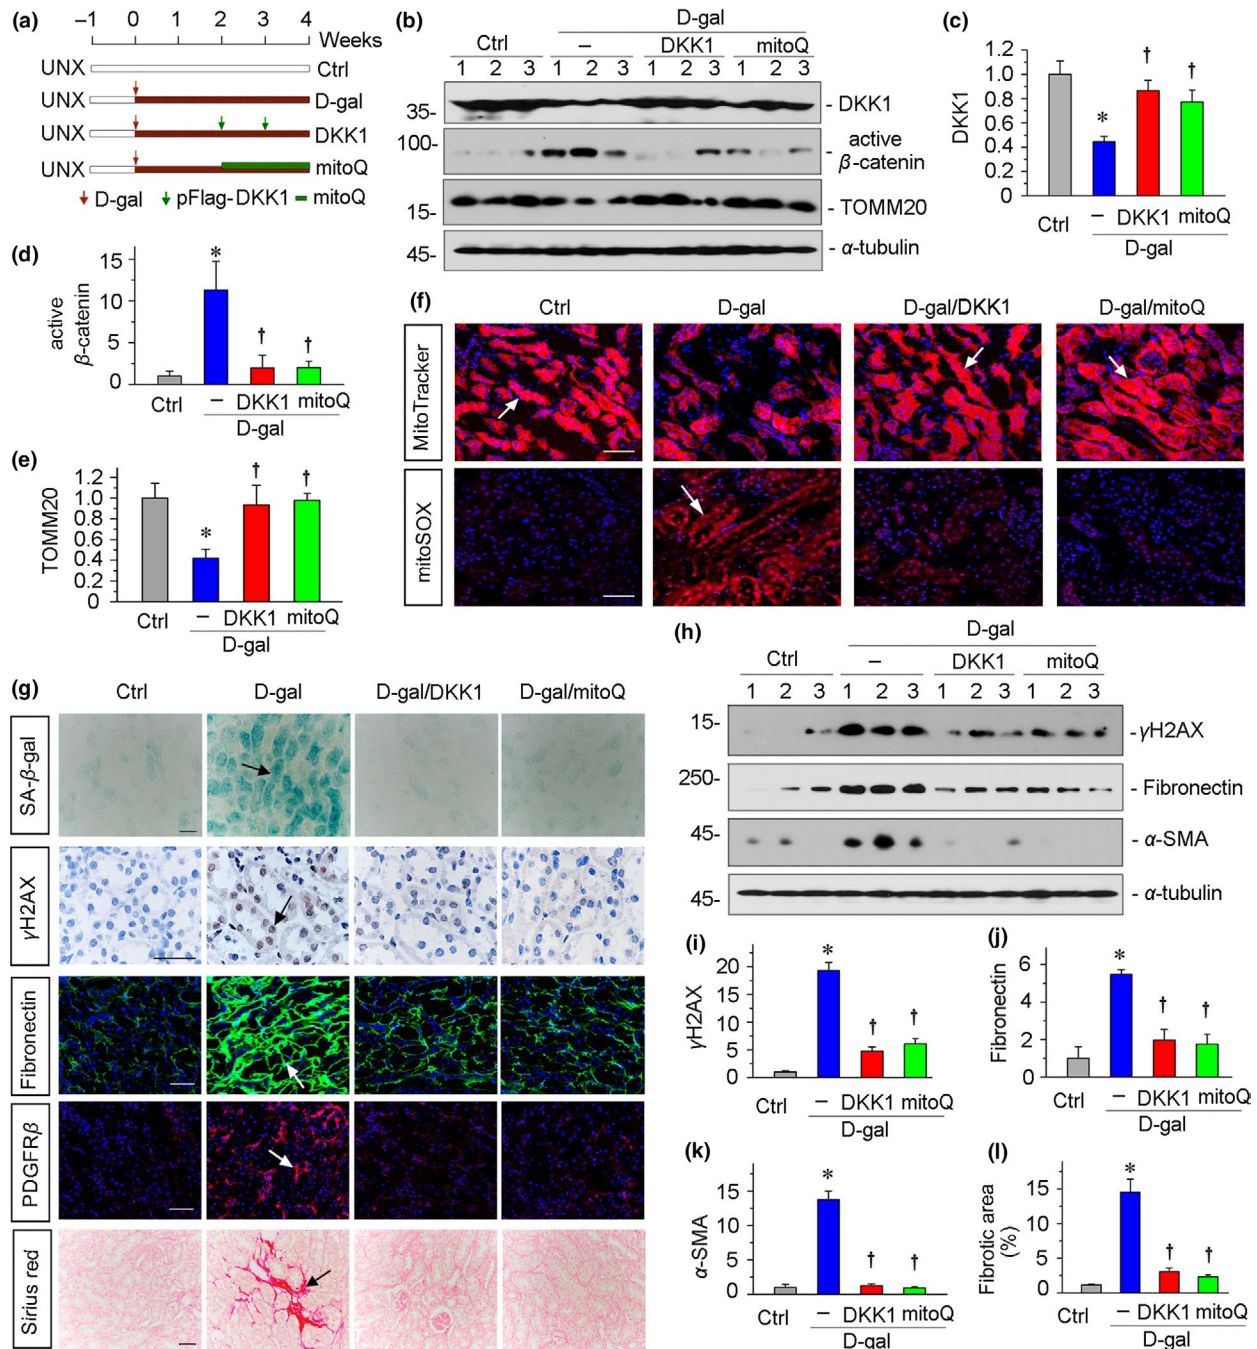 (a)
–1 0 1 2 3 4
Weeks
UNX Ctrl
UNX D-gal
UNX DKK1
UNX mitoQ
D-gal pFlag-DKK1 mitoQ
(b)
D-gal
Ctrl – DKK1 mitoQ
1 2 3 1 2 3 1 2 3 1 2 3
35- - DKK1
100- - active
β-catenin
15- - TOMM20
45- - α-tubulin
(c)
DKK1
1.2
1.0
0.8
0.6
0.4
0.2
0
* † †
Ctrl – DKK1 mitoQ
D-gal
(d)
active
β-catenin
15
10
5
0
* † †
Ctrl – DKK1 mitoQ
D-gal
(e)
TOMM20
1.2
1.0
0.8
0.6
0.4
0.2
0
* † †
Ctrl – DKK1 mitoQ
D-gal
(f)
Ctrl D-gal D-gal/DKK1 D-gal/mitoQ
MitoTracker
mitoSOX
(g)
Ctrl D-gal D-gal/DKK1 D-gal/mitoQ
SA-β-gal
γH2AX
Fibronectin
PDGFRβ
Sirius red
(h)
D-gal
Ctrl – DKK1 mitoQ
1 2 3 1 2 3 1 2 3 1 2 3
15- - γH2AX
250- - Fibronectin
45- - α-SMA
45- - α-tubulin
(i)
γH2AX
20
15
10
5
0
* † †
Ctrl – DKK1 mitoQ
D-gal
(j)
Fibronectin
6
4
2
0
* † †
Ctrl – DKK1 mitoQ
D-gal
(k)
α-SMA
15
10
5
0
* † †
Ctrl – DKK1 mitoQ
D-gal
(l)
Fibrotic area
(%)
15
10
5
0
* † †
Ctrl – DKK1 mitoQ
D-gal